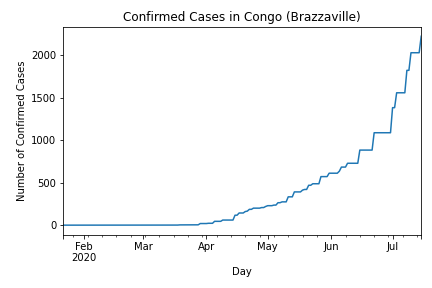 Confirmed Cases in Congo (Brazzaville)
2000
1500
1000
500
0
Number of Confirmed Cases
Feb Mar Apr May Jun Jul
2020
Day